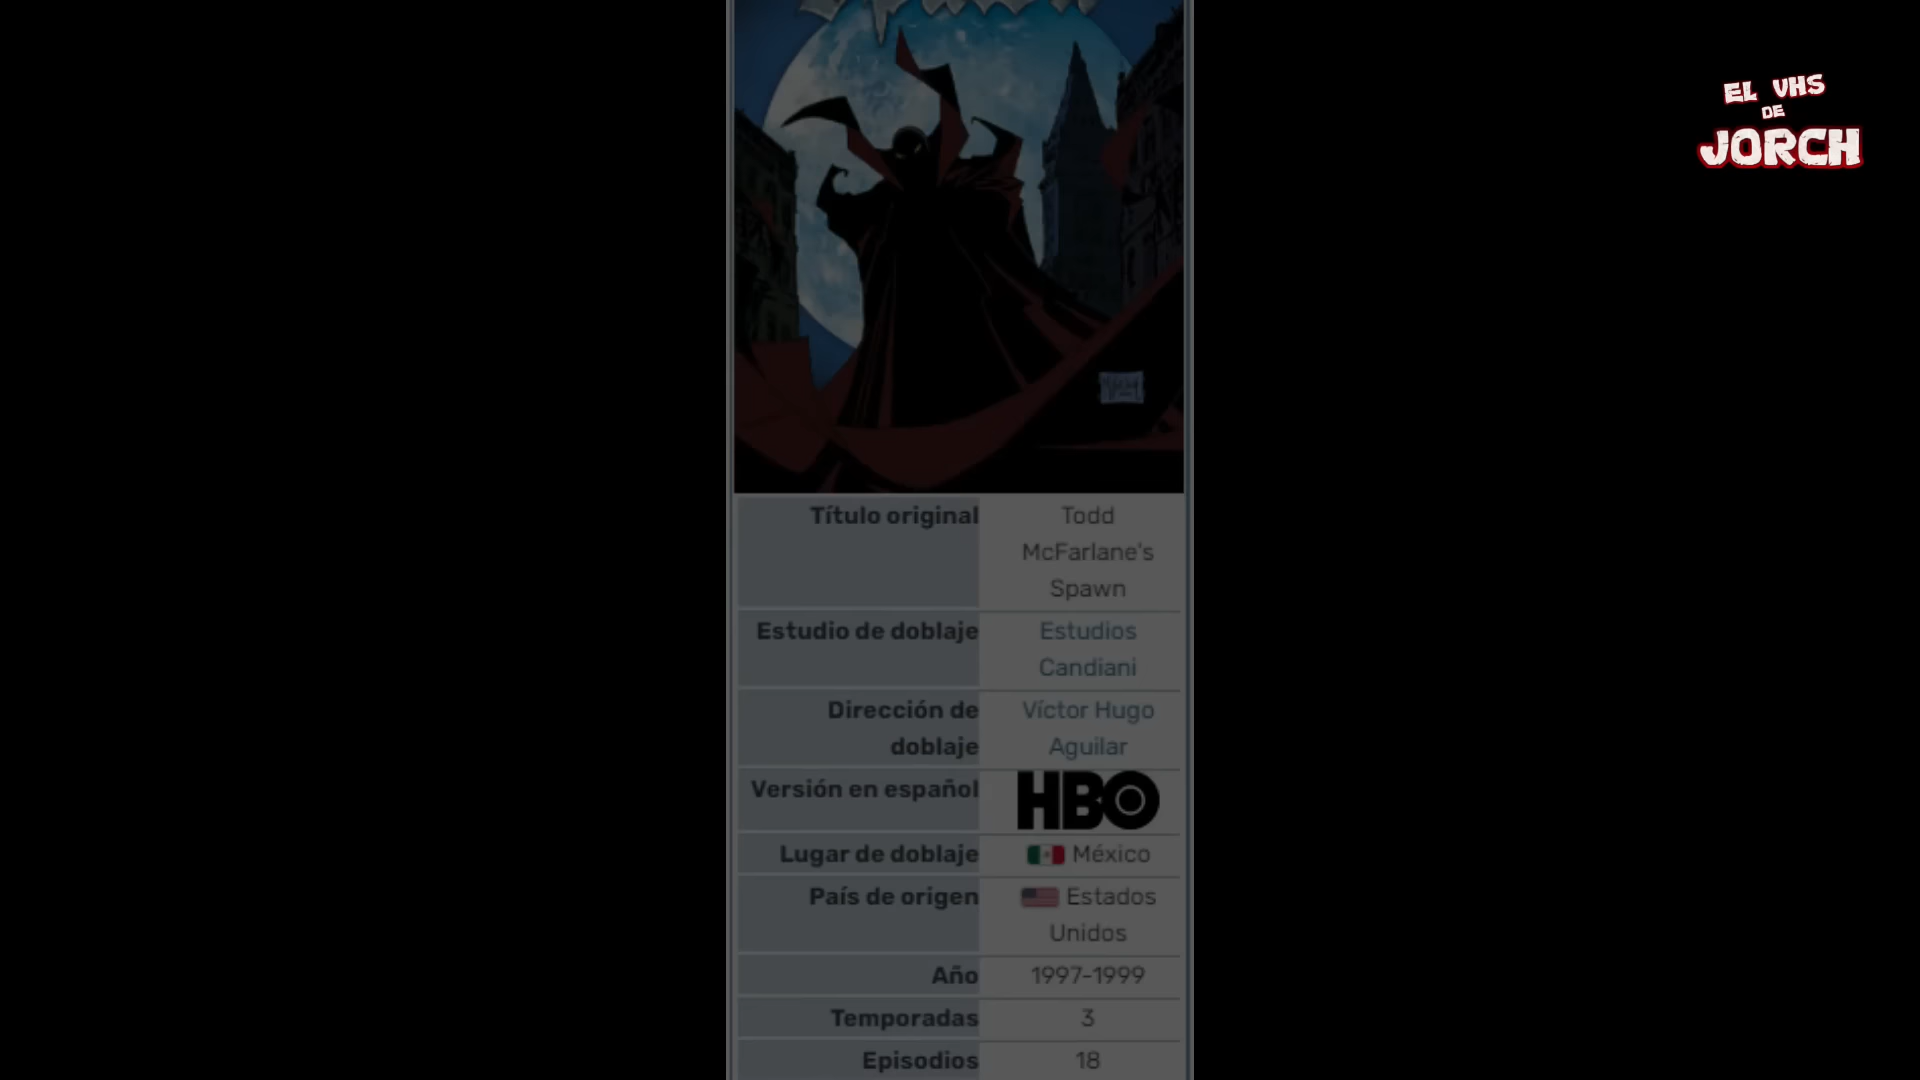 EL VHS
DE
JORCH
Título original
Todd
McFarlane's
Spawn
Estudio de doblaje
Estudios
Candiani
Dirección de
doblaje
Víctor Hugo
Aguilar
Versión en español
HBO
Lugar de doblaje
México
País de origen
Estados
Unidos
Año
1997-1999
Temporadas
3
Episodios
18